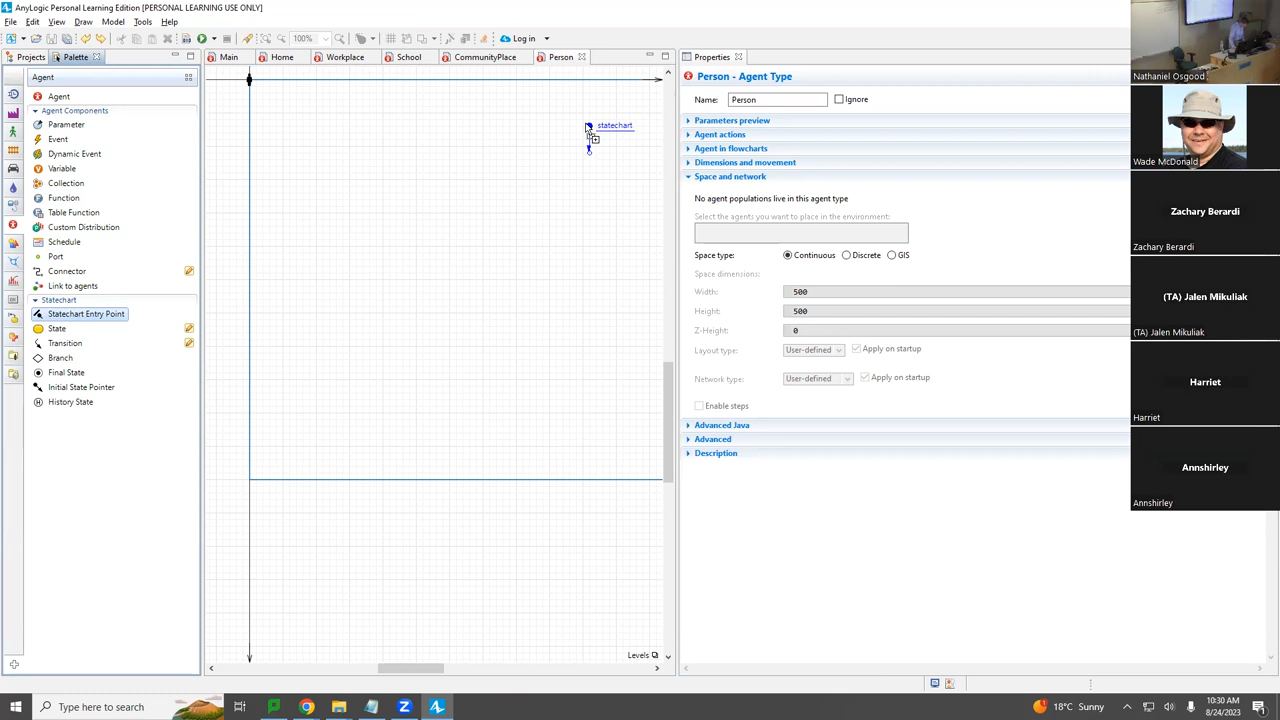 AnyLogic Personal Learning Edition [PERSONAL LEARNING USE ONLY]
File Edit View Draw Model Tools Help
100% Log in
Projects Palette
Main Home Workplace School CommunityPlace Person
Properties
Agent
Agent
Agent Components
Parameter
Event
Dynamic Event
Variable
Collection
Function
Table Function
Custom Distribution
Schedule
Port
Connector
Link to agents
Statechart
Statechart Entry Point
State
Transition
Branch
Final State
Initial State Pointer
History State
statechart
Levels
Person - Agent Type
Name: Person Ignore
Parameters preview
Agent actions
Agent in flowcharts
Dimensions and movement
Space and network
No agent populations live in this agent type
Select the agents you want to place in the environment:
Space type: Continuous Discrete GIS
Space dimensions:
Width: 500
Height: 500
Z-Height: 0
Layout type: User-defined Apply on startup
Network type: User-defined Apply on startup
Enable steps
Advanced Java
Advanced
Description
Nathaniel Osgood
Wade McDonald
Zachary Berardi
Zachary Berardi
(TA) Jalen Mikuliak
(TA) Jalen Mikuliak
Harriet
Harriet
Annshirley
Annshirley
Type here to search
18°C Sunny
10:30 AM
8/24/2023
1